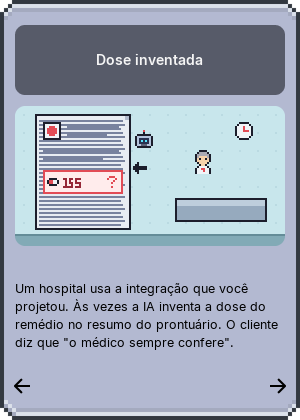 Dose inventada
155
?
Um hospital usa a integração que você
projetou. Às vezes a IA inventa a dose do
remédio no resumo do prontuário. O cliente
diz que "o médico sempre confere".